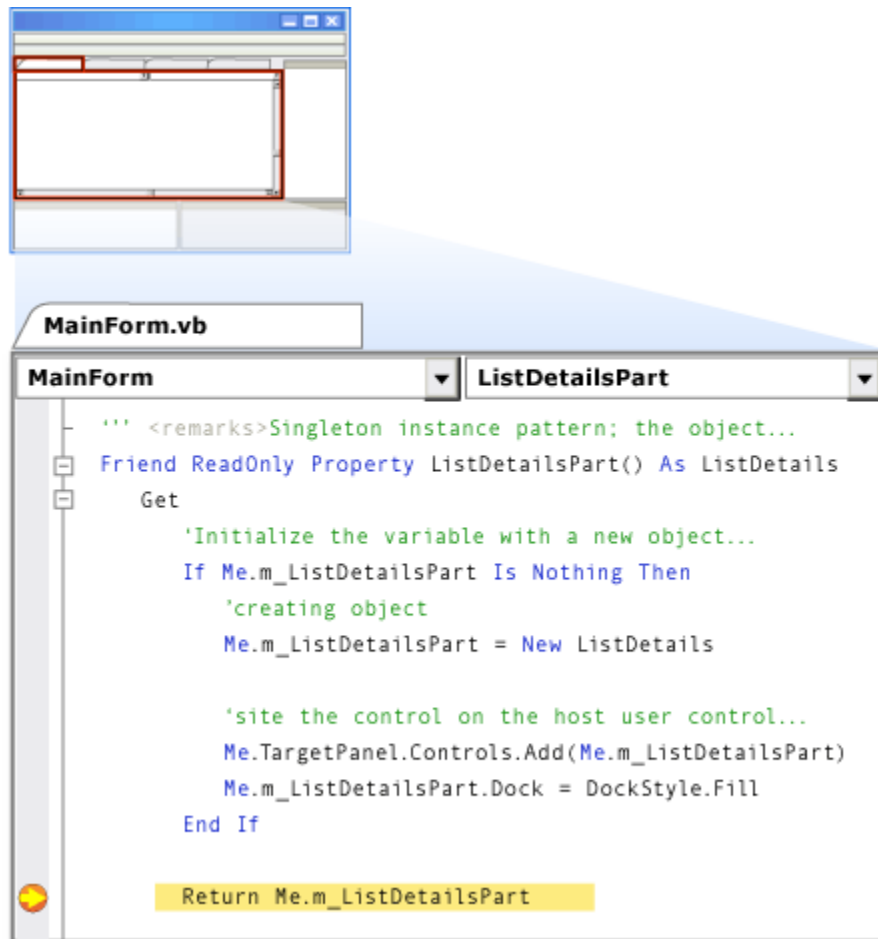 MainForm.vb
MainForm ListDetailsPart
‘’’ <remarks>Singleton instance pattern; the object...
Friend ReadOnly Property ListDetailsPart() As ListDetails
Get
‘Initialize the variable with a new object...
If Me.m_ListDetailsPart Is Nothing Then
’creating object
Me.m_ListDetailsPart = New ListDetails
‘site the control on the host user control...
Me.TargetPanel.Controls.Add(Me.m_ListDetailsPart)
Me.m_ListDetailsPart.Dock = DockStyle.Fill
End If
Return Me.m_ListDetailsPart